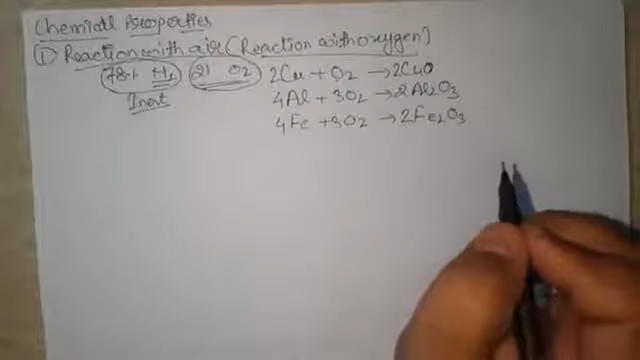 Chemical Properties
① Reaction with air (Reaction with oxygen)
78% N₂ 21 O₂ 2Cu + O₂ → 2CuO
Inert 4Al + 3O₂ → 2Al₂O₃
4Fe + 3O₂ → 2Fe₂O₃